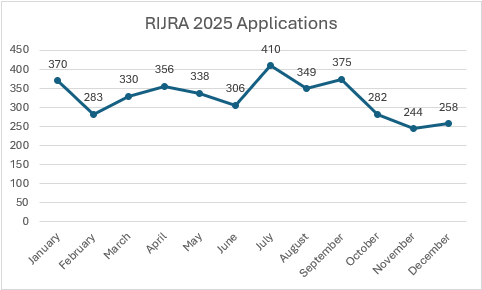 RIJRA 2025 Applications
450
400
350
300
250
200
150
100
50
0
370
283
330
356
338
306
410
349
375
282
244
258
January
February
March
April
May
June
July
August
September
October
November
December